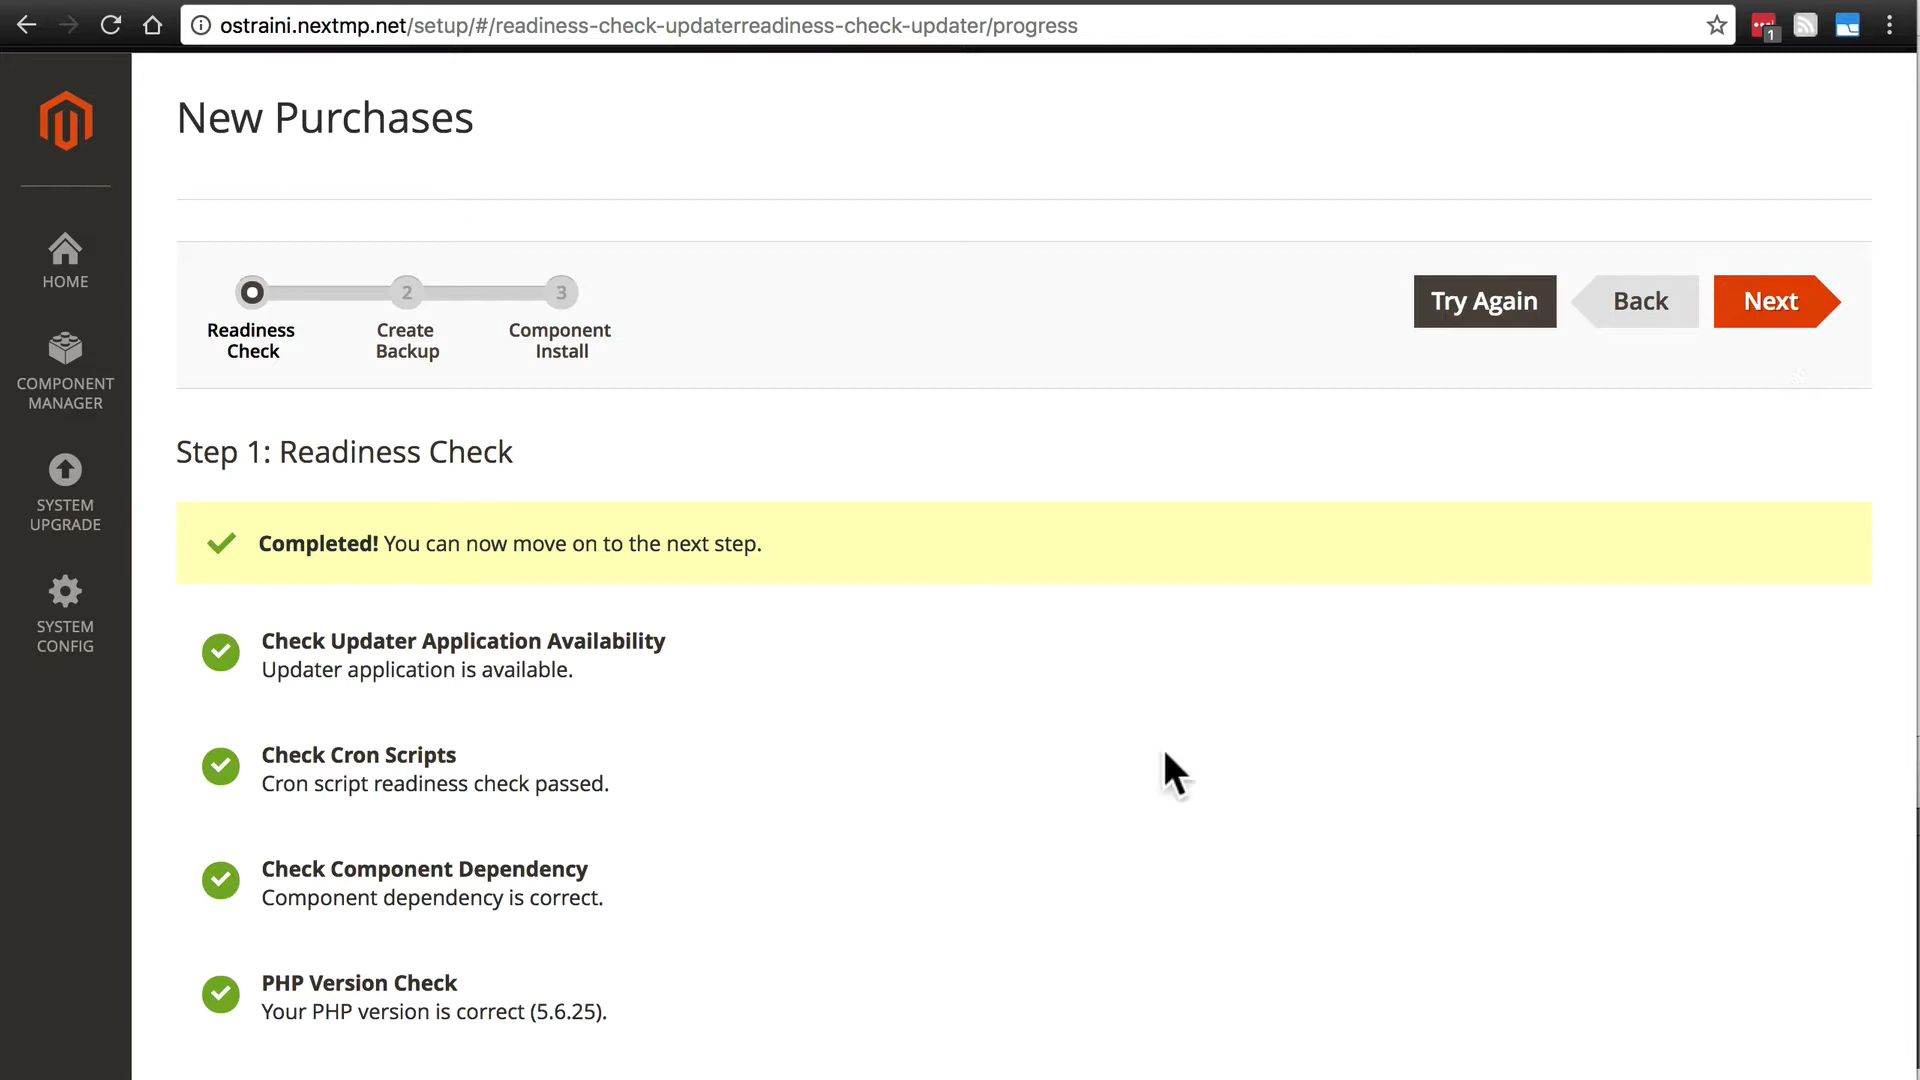 ostraini.nextmp.net/setup/#/readiness-check-updaterreadiness-check-updater/progress
1
New Purchases
HOME
COMPONENT
MANAGER
SYSTEM
UPGRADE
SYSTEM
CONFIG
2
3
Readiness
Check
Create
Backup
Component
Install
Try Again
Back
Next
Step 1: Readiness Check
Completed! You can now move on to the next step.
Check Updater Application Availability
Updater application is available.
Check Cron Scripts
Cron script readiness check passed.
Check Component Dependency
Component dependency is correct.
PHP Version Check
Your PHP version is correct (5.6.25).